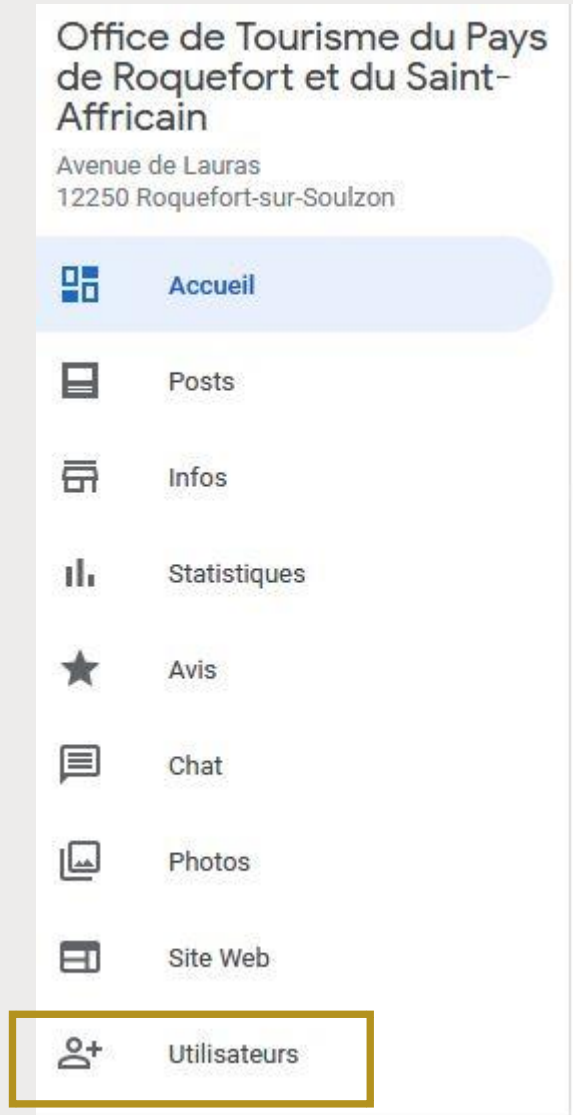 Office de Tourisme du Pays
de Roquefort et du Saint-
Affricain
Avenue de Lauras
12250 Roquefort-sur-Soulzon
Accueil
Posts
Infos
Statistiques
Avis
Chat
Photos
Site Web
Utilisateurs